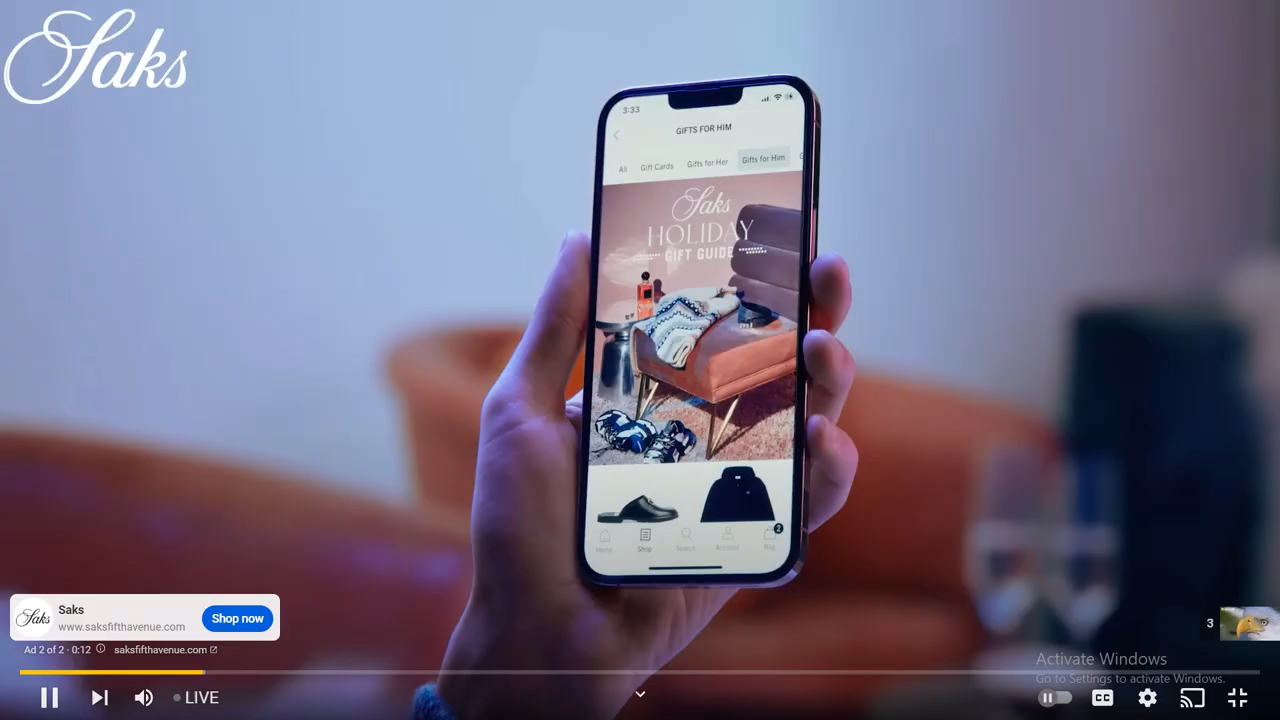 Saks
3:33
GIFTS FOR HIM
All Gift Cards Gifts for Her Gifts for Him
Saks
HOLIDAY
GIFT GUIDE
Home Shop Search Account Bag
2
Saks
Saks
www.saksfifthavenue.com
Shop now
Ad 2 of 2 · 0:12 saksfifthavenue.com
3
Activate Windows
Go to Settings to activate Windows.
LIVE
CC